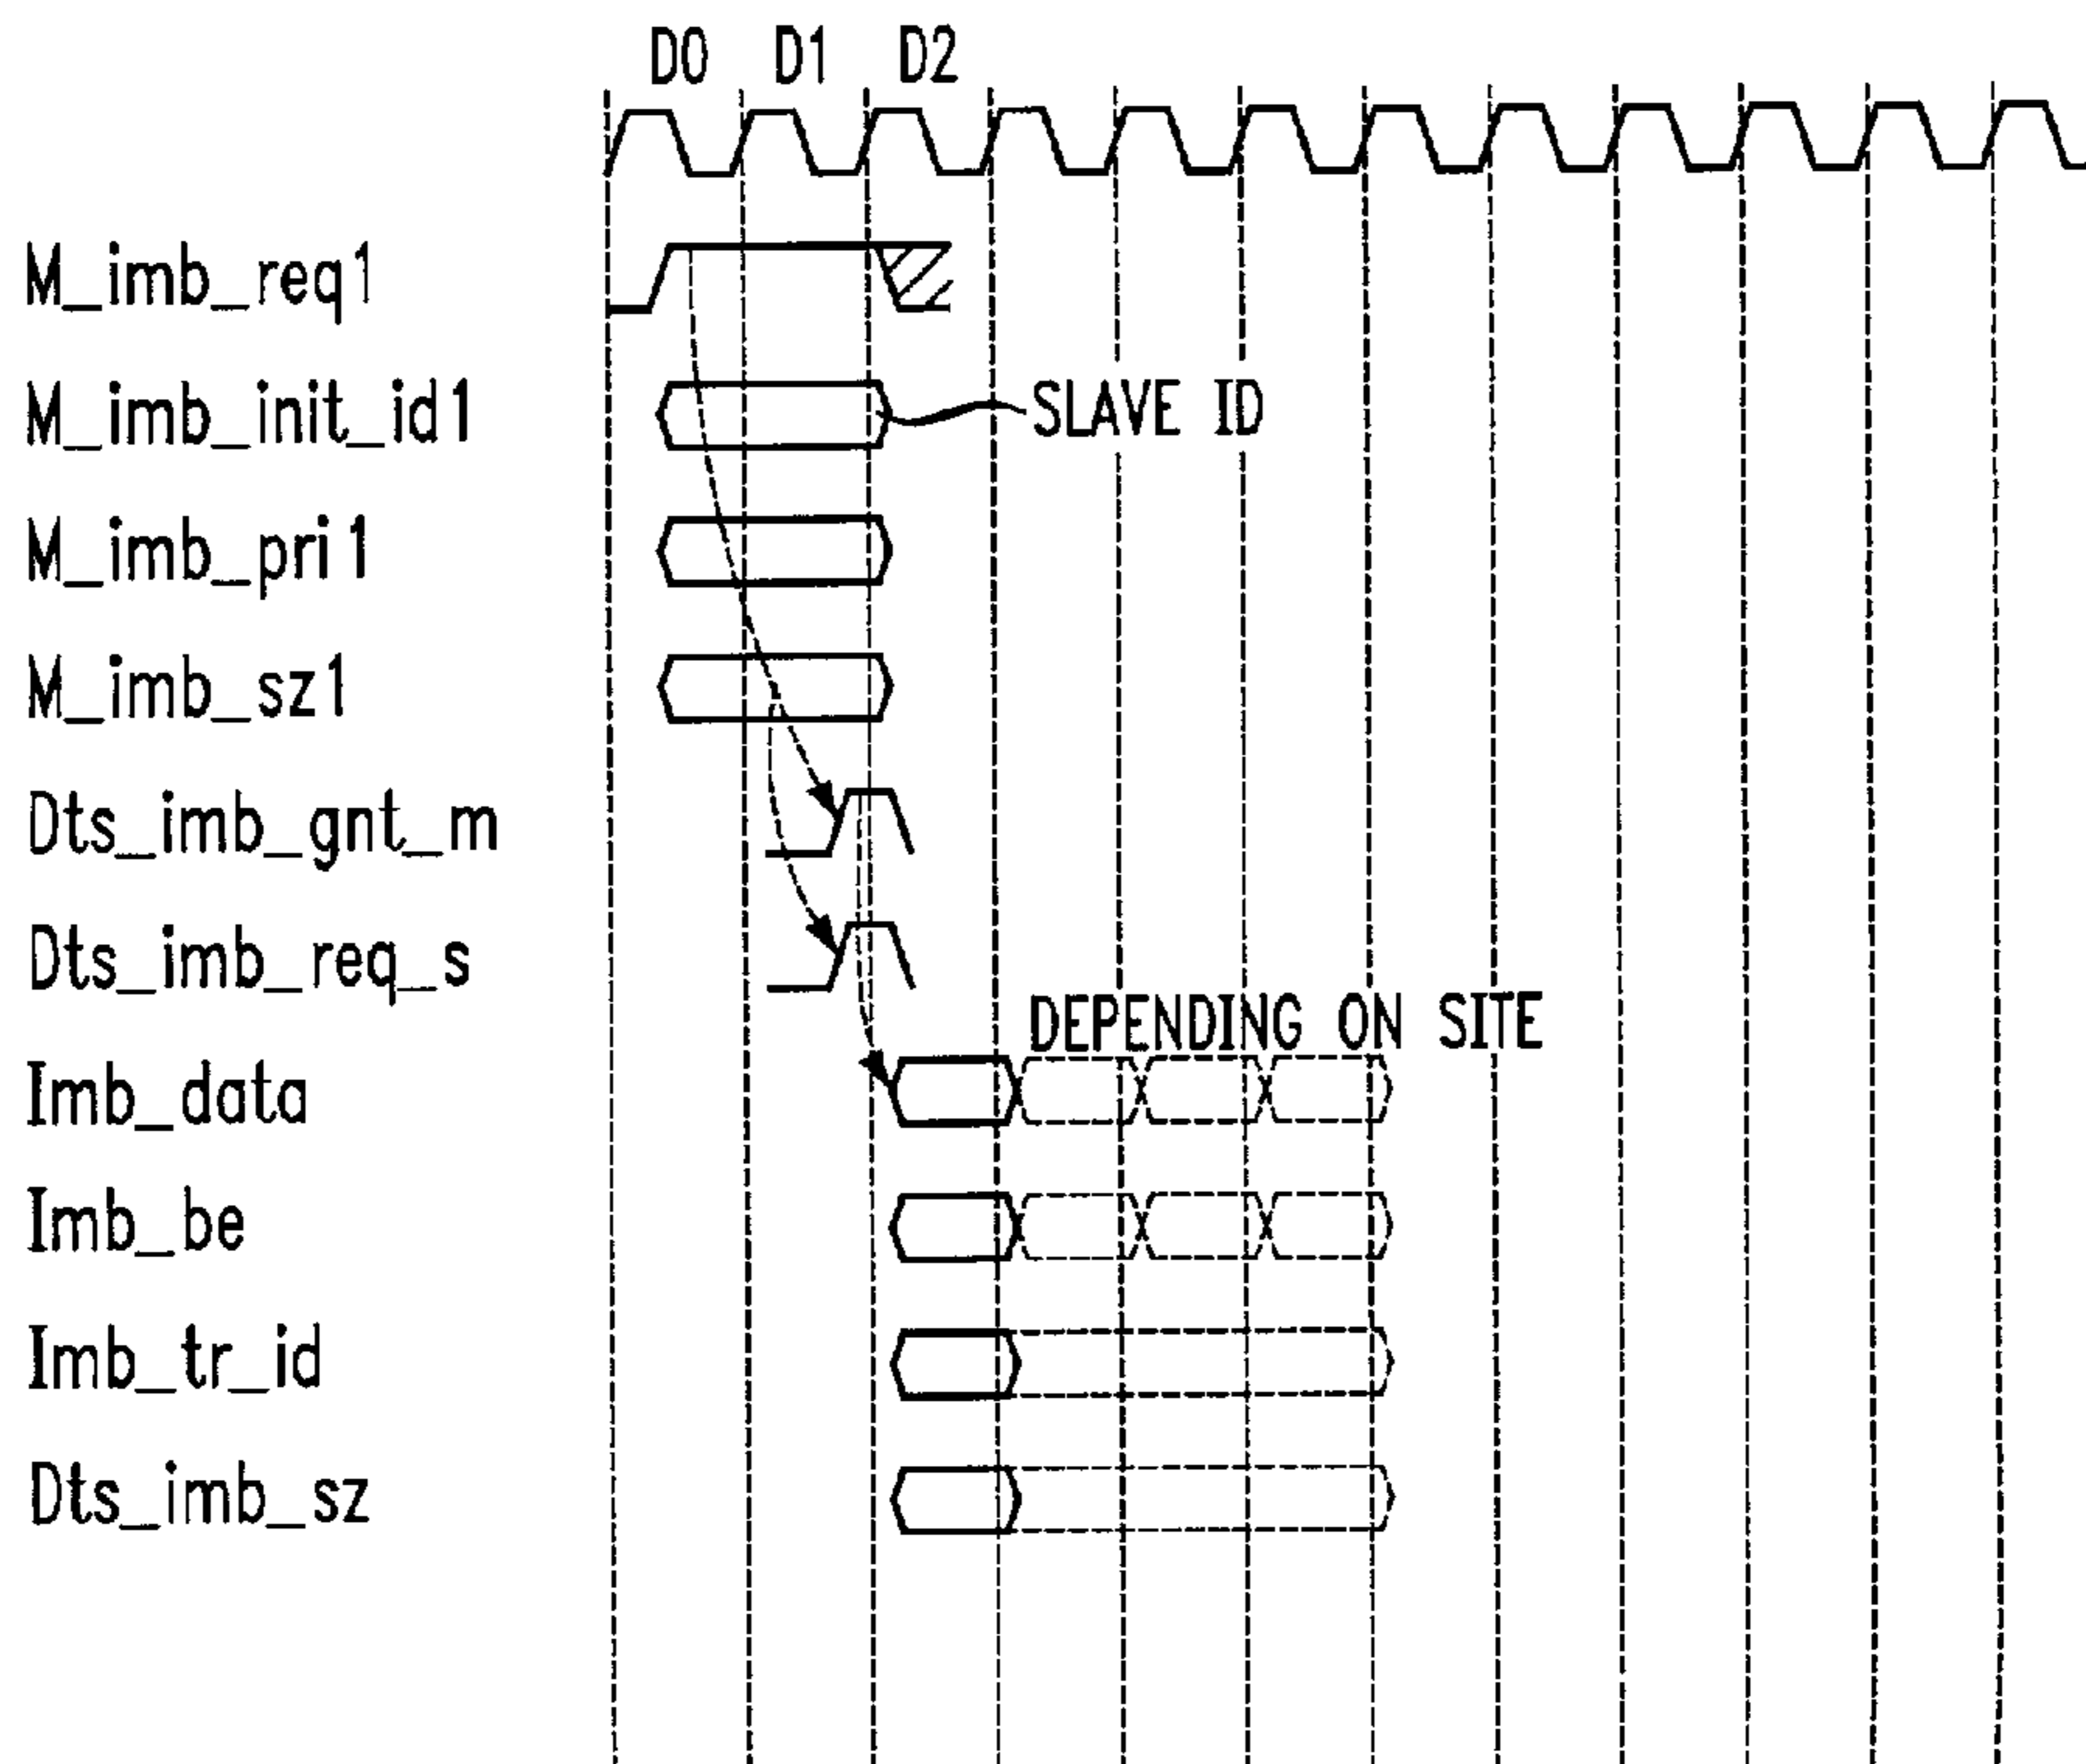 D0 D1 D2
M_imb_req1
M_imb_init_id1
SLAVE ID
M_imb_pri1
M_imb_sz1
Dts_imb_gnt_m
Dts_imb_req_s
DEPENDING ON SITE
Imb_data
Imb_be
Imb_tr_id
Dts_imb_sz